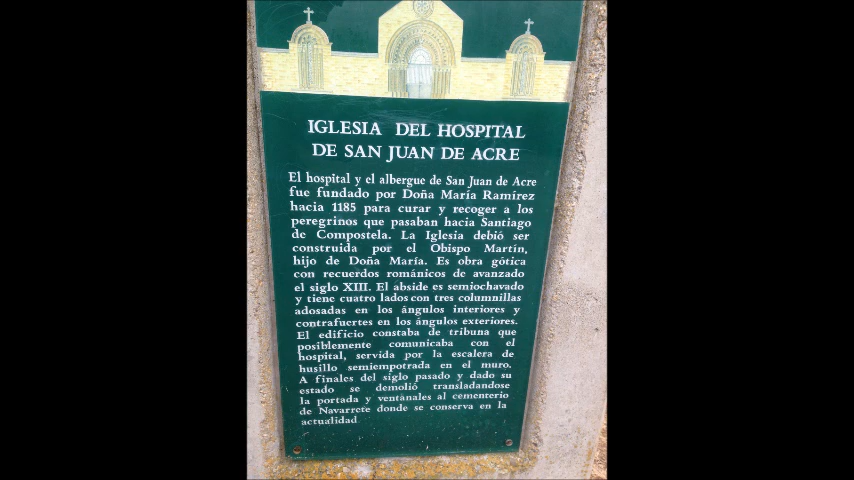 IGLESIA DEL HOSPITAL
DE SAN JUAN DE ACRE
El hospital y el albergue de San Juan de Acre
fue fundado por Doña María Ramírez
hacia 1185 para curar y recoger a los
peregrinos que pasaban hacia Santiago
de Compostela. La Iglesia debió ser
construida por el Obispo Martín,
hijo de Doña María. Es obra gótica
con recuerdos románicos de avanzado
el siglo XIII. El abside es semiochavado
y tiene cuatro lados con tres columnillas
adosadas en los ángulos interiores y
contrafuertes en los ángulos exteriores.
El edificio constaba de tribuna que
posiblemente comunicaba con el
hospital, servida por la escalera de
husillo semiempotrada en el muro.
A finales del siglo pasado y dado su
estado se demolió transladandose
la portada y ventanales al cementerio
de Navarrete donde se conserva en la
actualidad